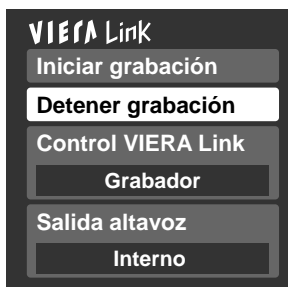 VIERA Link
Iniciar grabación
Detener grabación
Control VIERA Link
Grabador
Salida altavoz
Interno